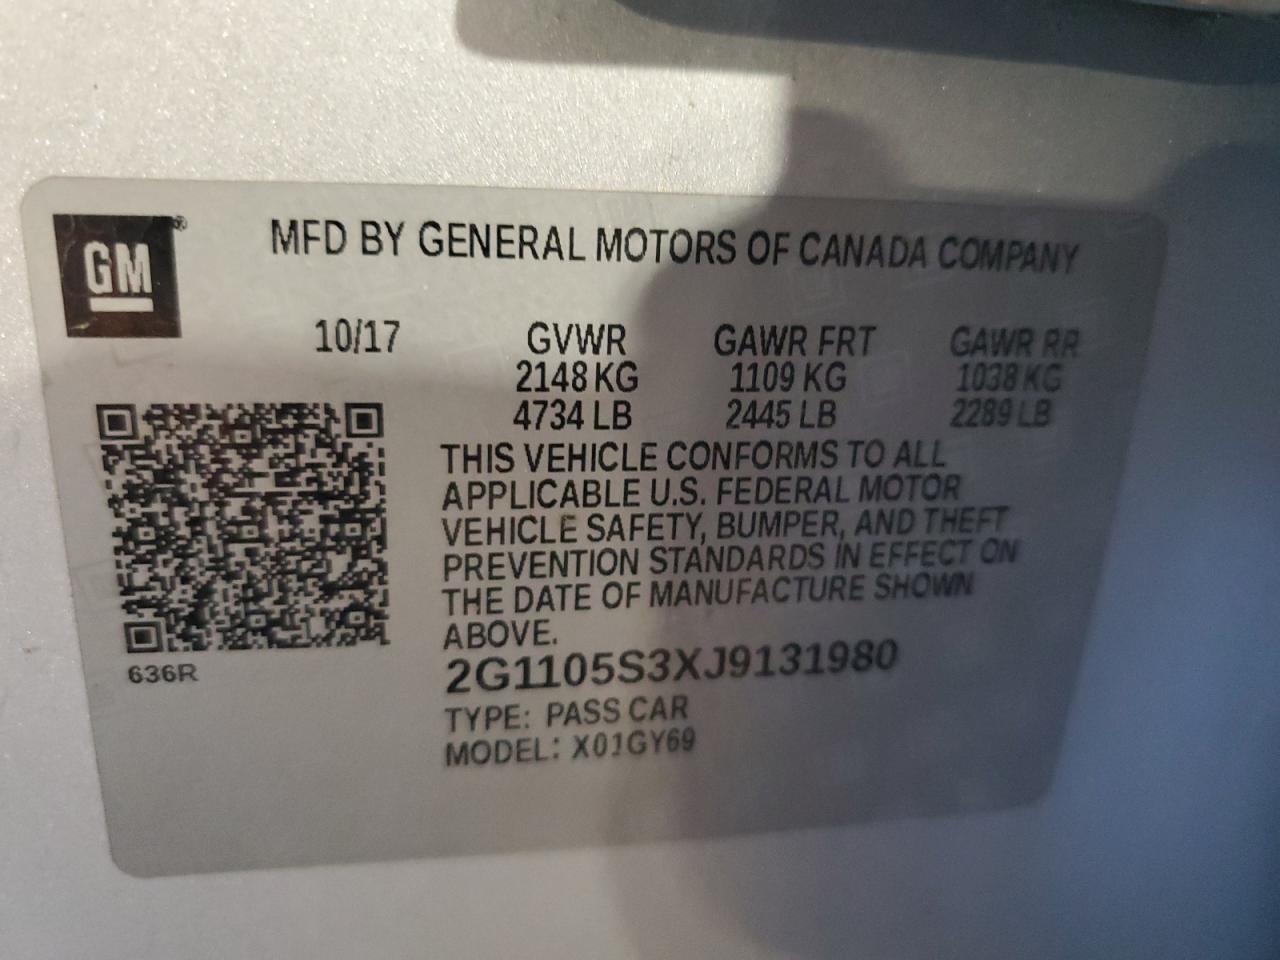 GM
MFD BY GENERAL MOTORS OF CANADA COMPANY
10/17 GVWR GAWR FRT GAWR RR
2148 KG 1109 KG 1038 KG
4734 LB 2445 LB 2289 LB
THIS VEHICLE CONFORMS TO ALL
APPLICABLE U.S. FEDERAL MOTOR
VEHICLE SAFETY, BUMPER, AND THEFT
PREVENTION STANDARDS IN EFFECT ON
THE DATE OF MANUFACTURE SHOWN
ABOVE.
636R
2G1105S3XJ9131980
TYPE: PASS CAR
MODEL: X01GY69